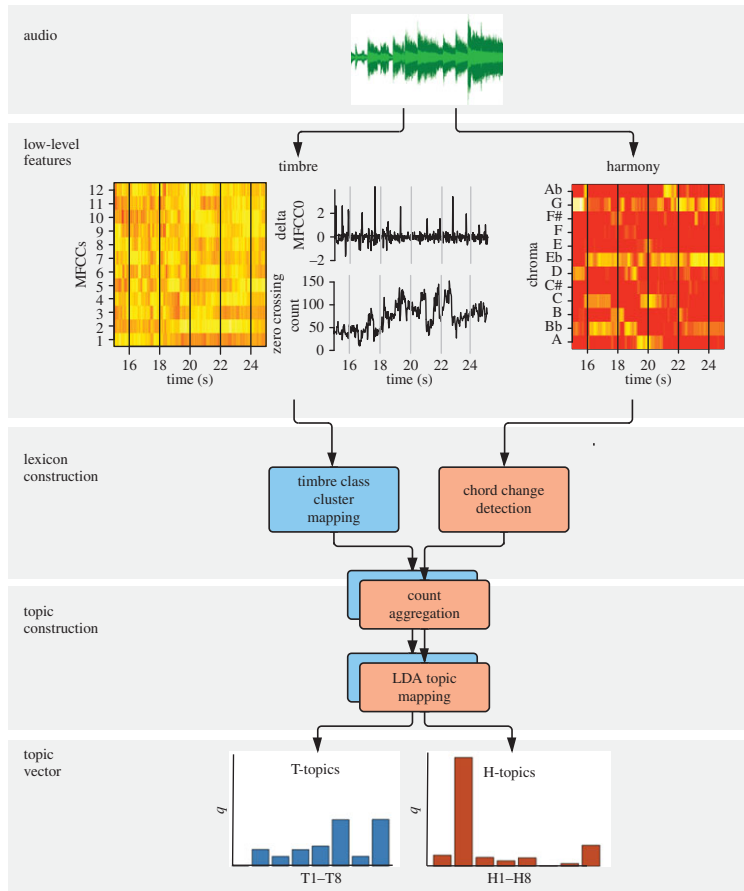 audio
low-level
features
timbre
harmony
MFCCs
12
11
10
9
8
7
6
5
4
3
2
1
16
18
20
22
24
time (s)
delta
MFCC0
2
0
−2
zero crossing
count
150
100
50
0
16
18
20
22
24
time (s)
chroma
Ab
G
F#
F
E
Eb
D
C#
C
B
Bb
A
16
18
20
22
24
time (s)
lexicon
construction
timbre class
cluster
mapping
chord change
detection
topic
construction
count
aggregation
LDA topic
mapping
topic
vector
T-topics
q
T1–T8
H-topics
q
H1–H8